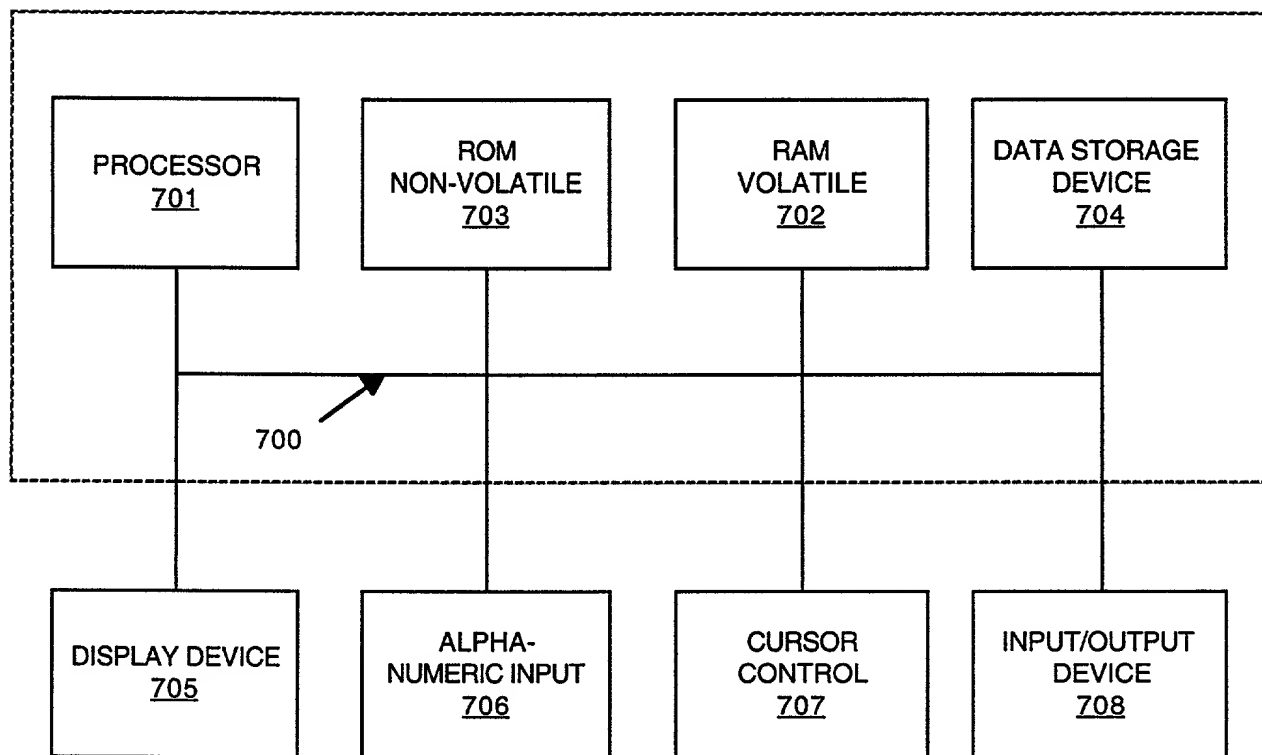 PROCESSOR
701
ROM
NON-VOLATILE
703
RAM
VOLATILE
702
DATA STORAGE
DEVICE
704
700
DISPLAY DEVICE
705
ALPHA-
NUMERIC INPUT
706
CURSOR
CONTROL
707
INPUT/OUTPUT
DEVICE
708